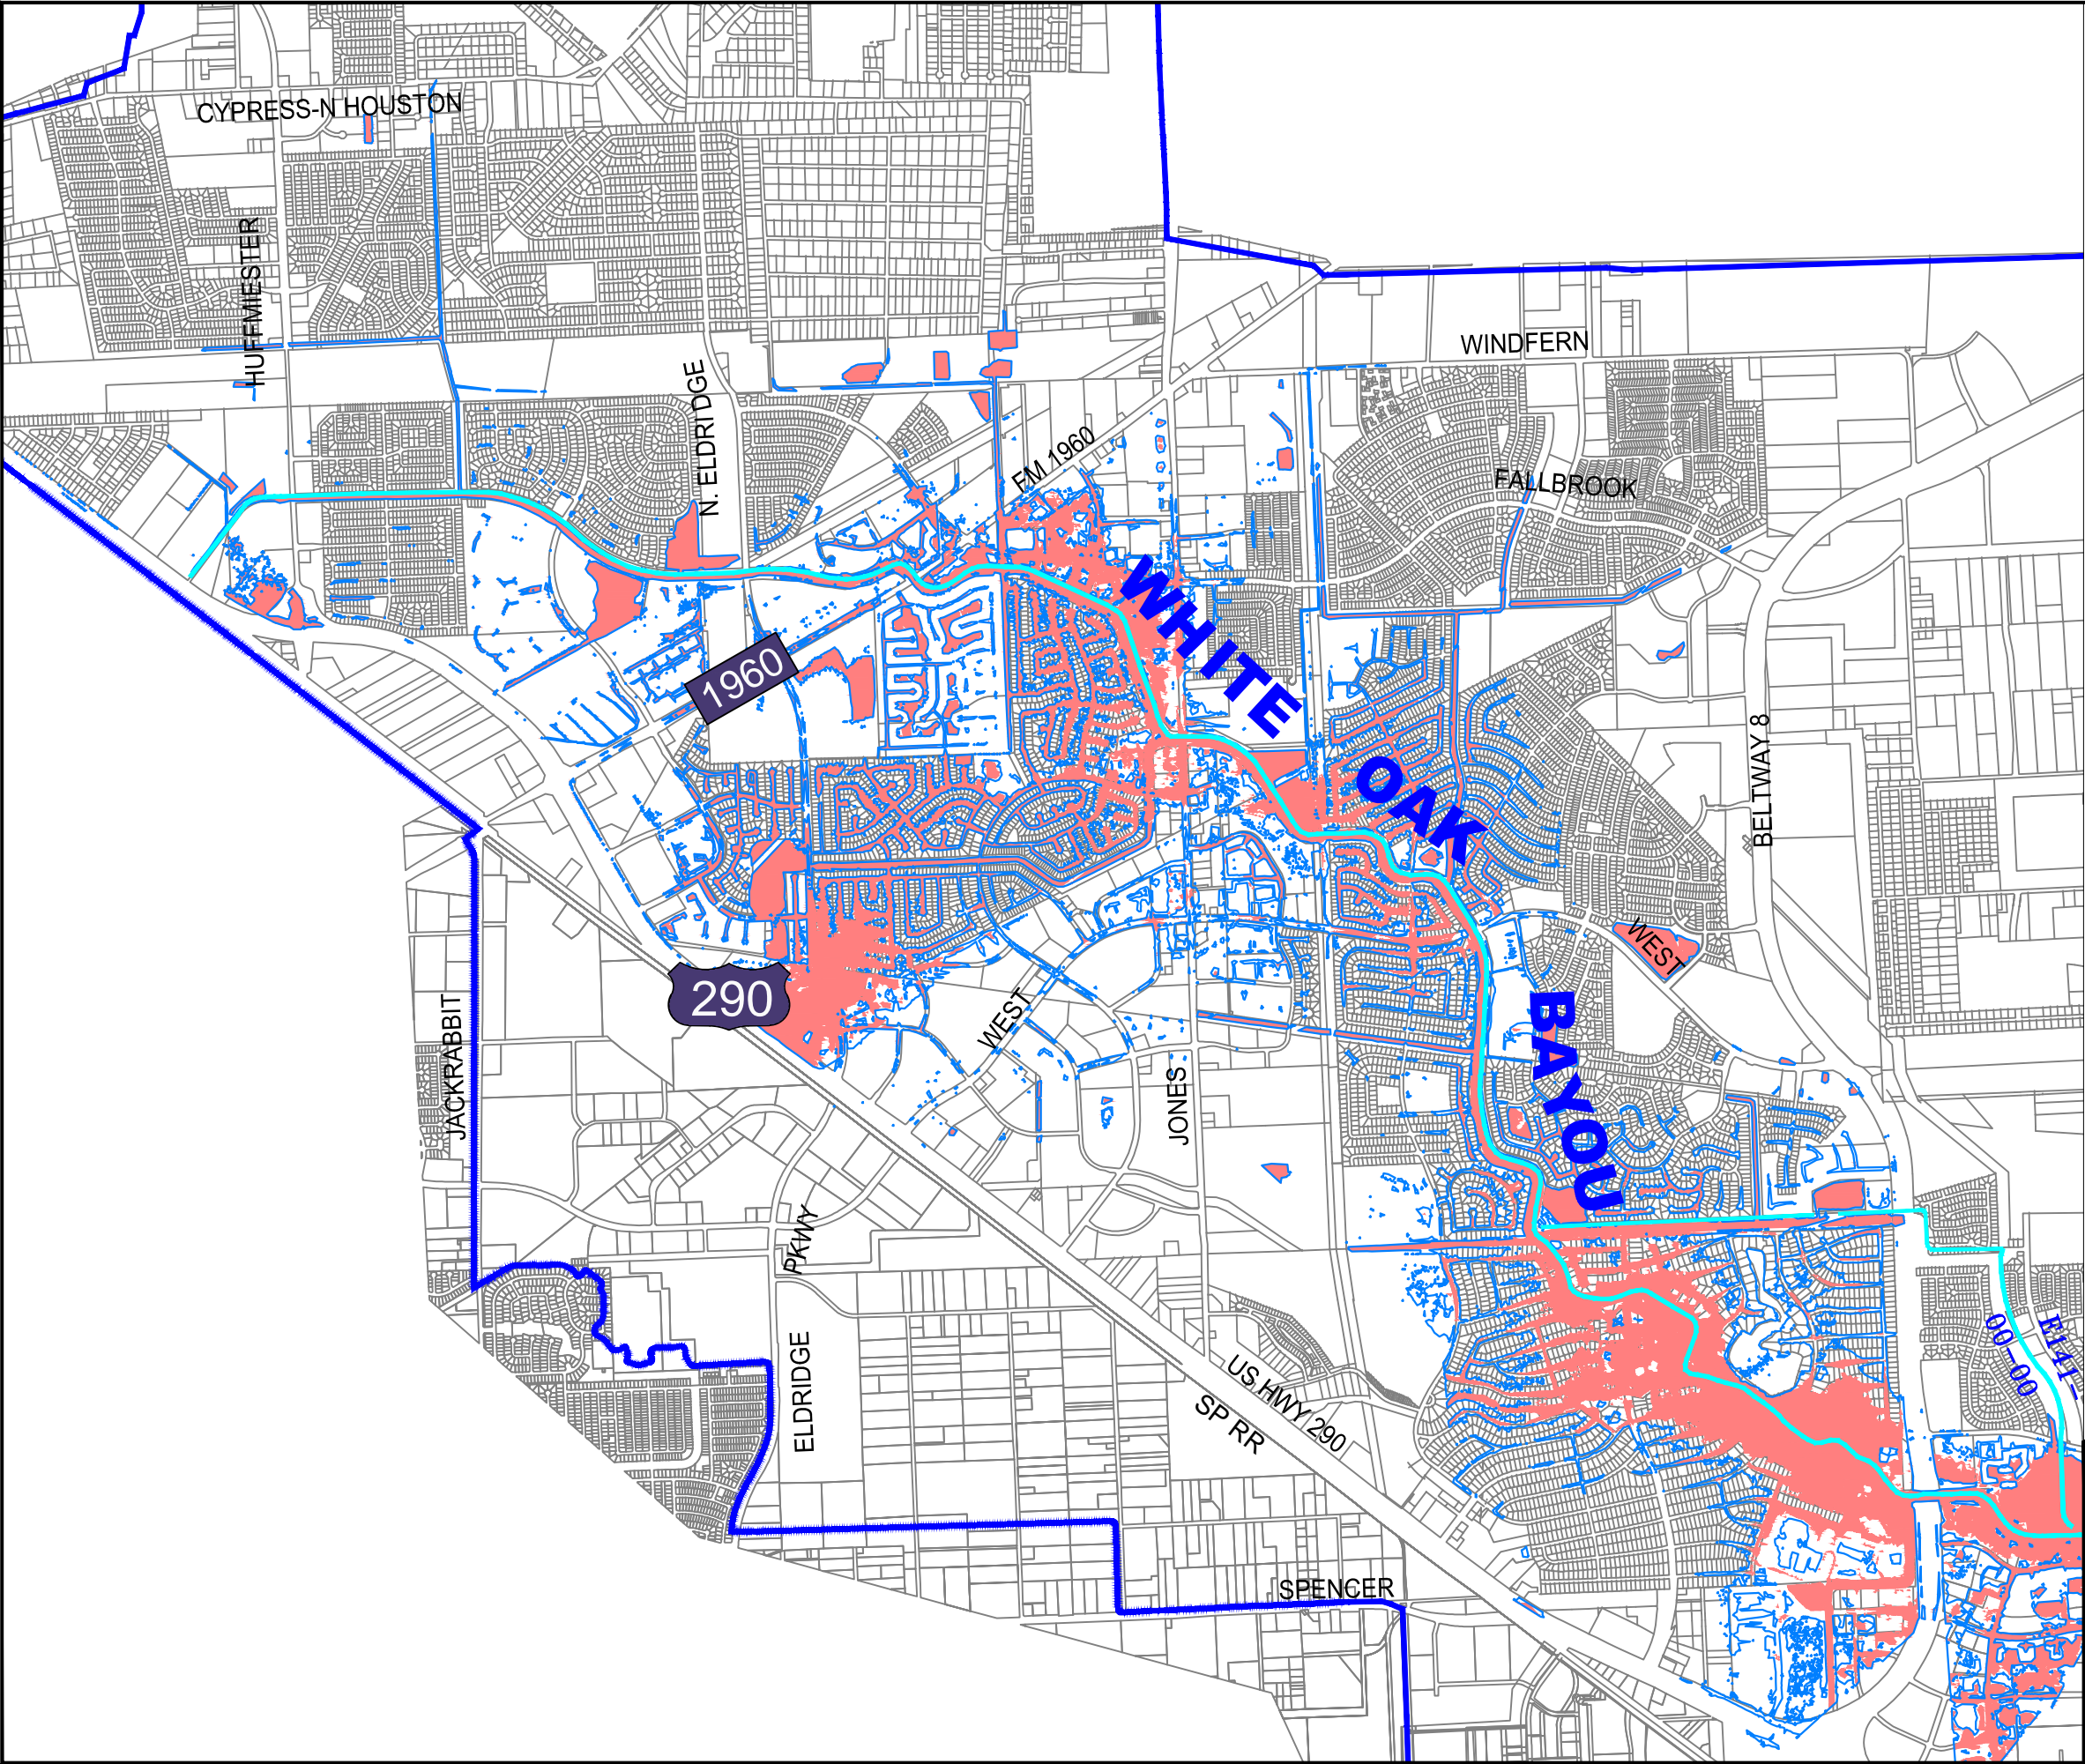 CYPRESS-N HOUSTON
HUFFMIESTER
WINDFERN
N. ELDRIDGE
FM 1960
FALLBROOK
WHITE
OAK
BAYOU
1960
BELTWAY 8
WEST
290
WEST
JACKRABBIT
JONES
PKWY
ELDRIDGE
E141-
00-00
US HWY 290
SP RR
SPENCER